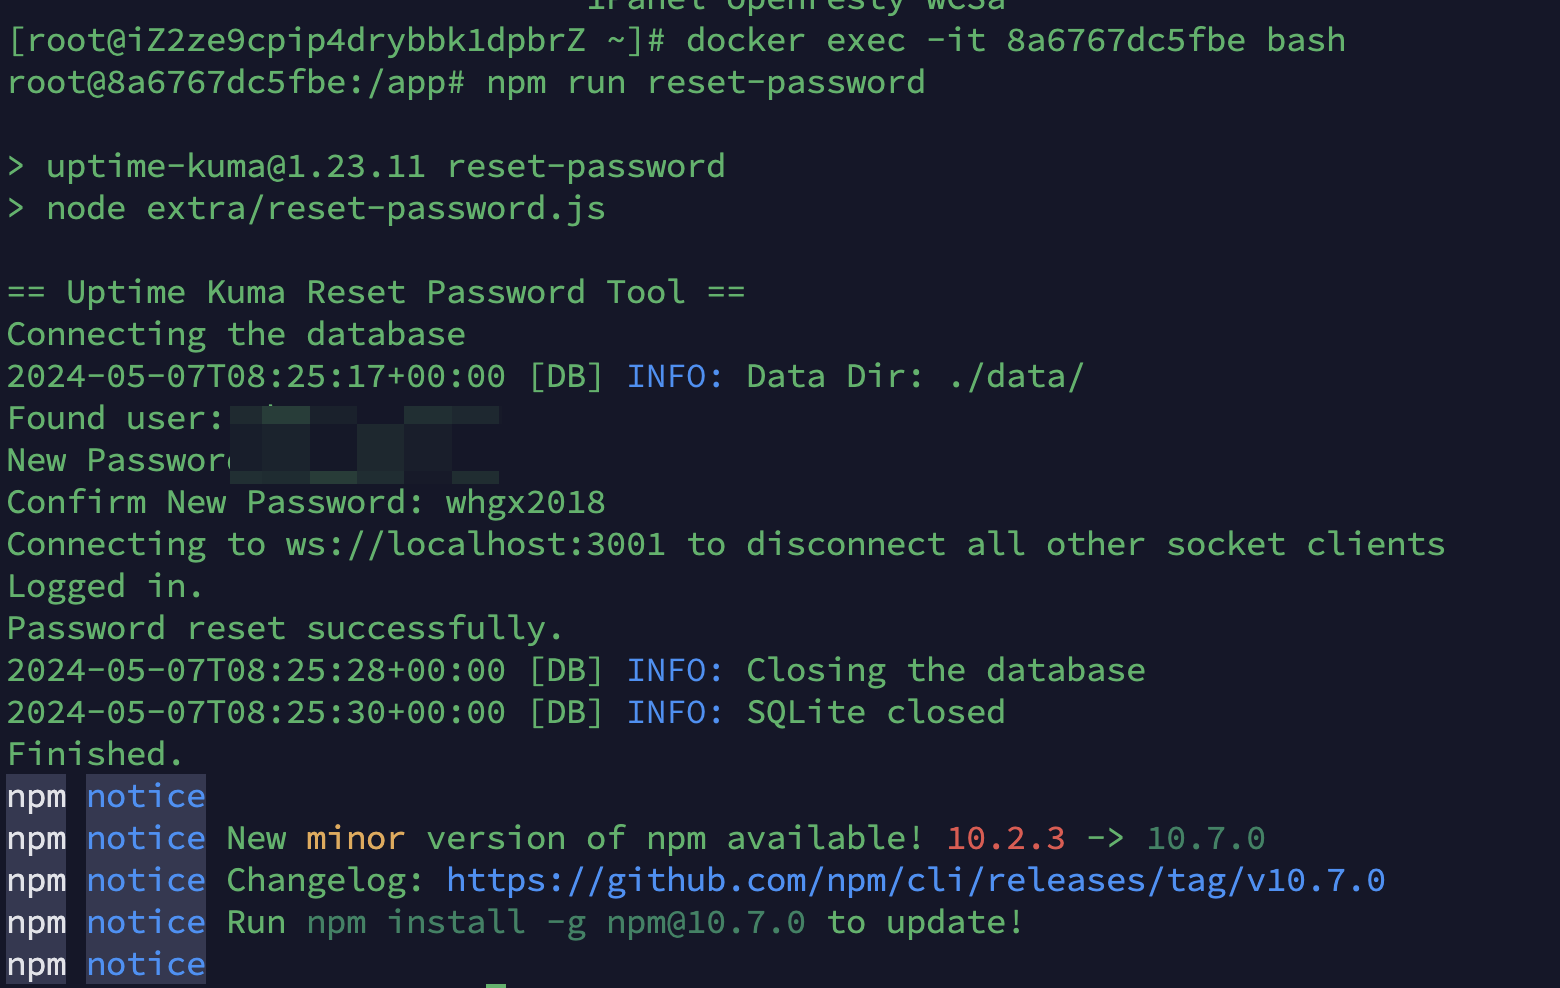 1Panel openresty wcsa
[root@iZ2ze9cpip4drybbk1dpbrZ ~]# docker exec -it 8a6767dc5fbe bash
root@8a6767dc5fbe:/app# npm run reset-password
> uptime-kuma@1.23.11 reset-password
> node extra/reset-password.js
== Uptime Kuma Reset Password Tool ==
Connecting the database
2024-05-07T08:25:17+00:00 [DB] INFO: Data Dir: ./data/
Found user:
New Password
Confirm New Password: whgx2018
Connecting to ws://localhost:3001 to disconnect all other socket clients
Logged in.
Password reset successfully.
2024-05-07T08:25:28+00:00 [DB] INFO: Closing the database
2024-05-07T08:25:30+00:00 [DB] INFO: SQLite closed
Finished.
npm notice
npm notice New minor version of npm available! 10.2.3 -> 10.7.0
npm notice Changelog: https://github.com/npm/cli/releases/tag/v10.7.0
npm notice Run npm install -g npm@10.7.0 to update!
npm notice